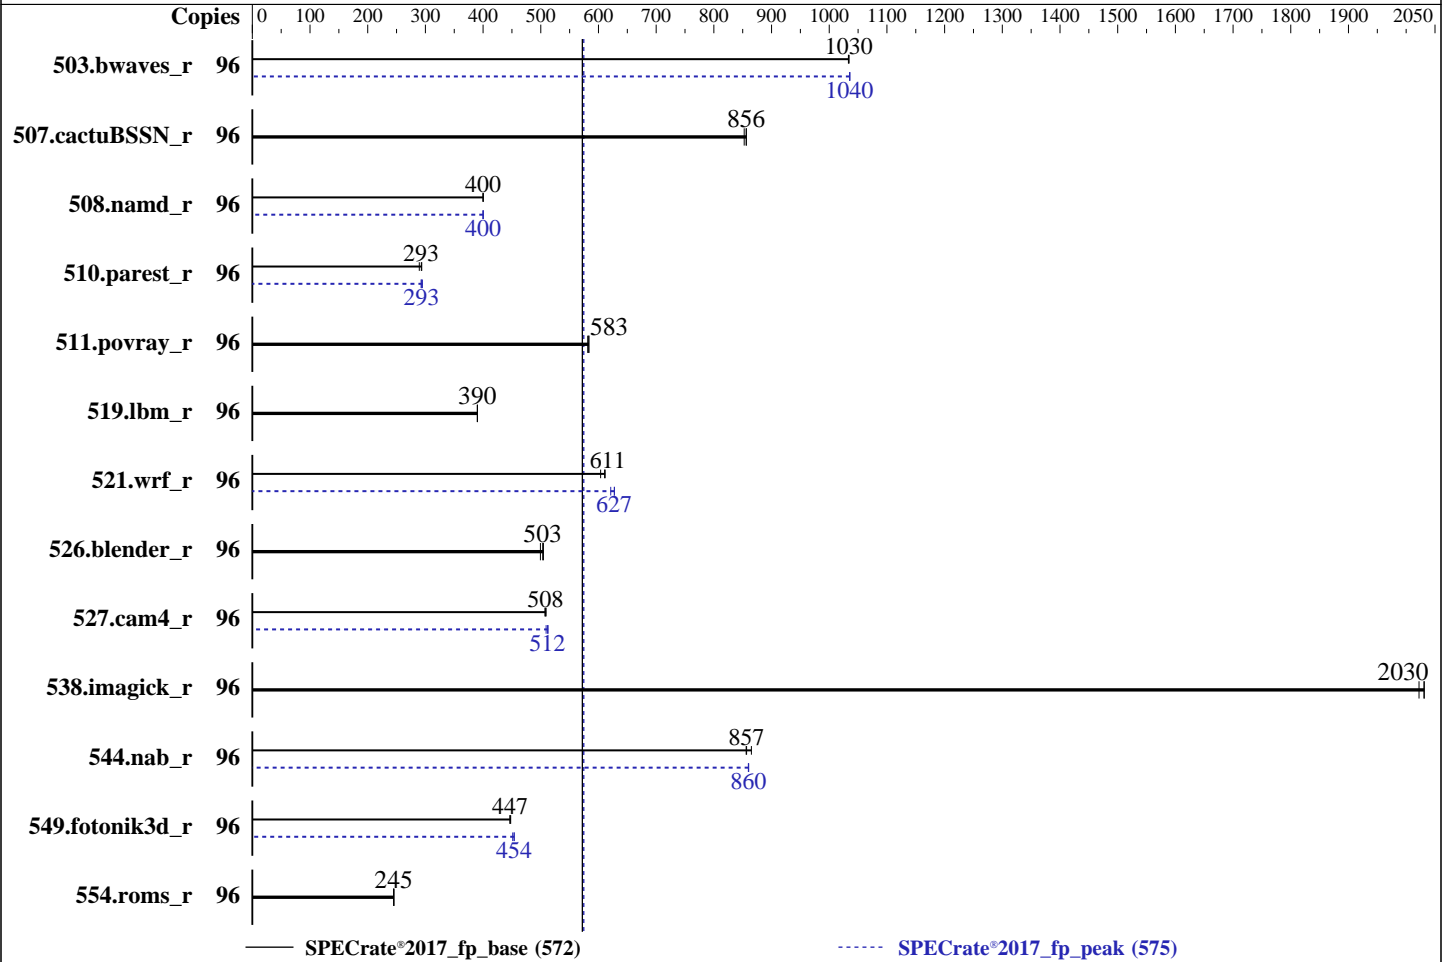 Copies 0 100 200 300 400 500 600 700 800 900 1000 1100 1200 1300 1400 1500 1600 1700 1800 1900 2050
1030
503.bwaves_r 96
1040
856
507.cactuBSSN_r 96
400
508.namd_r 96
400
293
510.parest_r 96
293
583
511.povray_r 96
390
519.lbm_r 96
611
521.wrf_r 96
627
503
526.blender_r 96
508
527.cam4_r 96
512
2030
538.imagick_r 96
857
544.nab_r 96
860
447
549.fotonik3d_r 96
454
245
554.roms_r 96
SPECrate®2017_fp_base (572) SPECrate®2017_fp_peak (575)